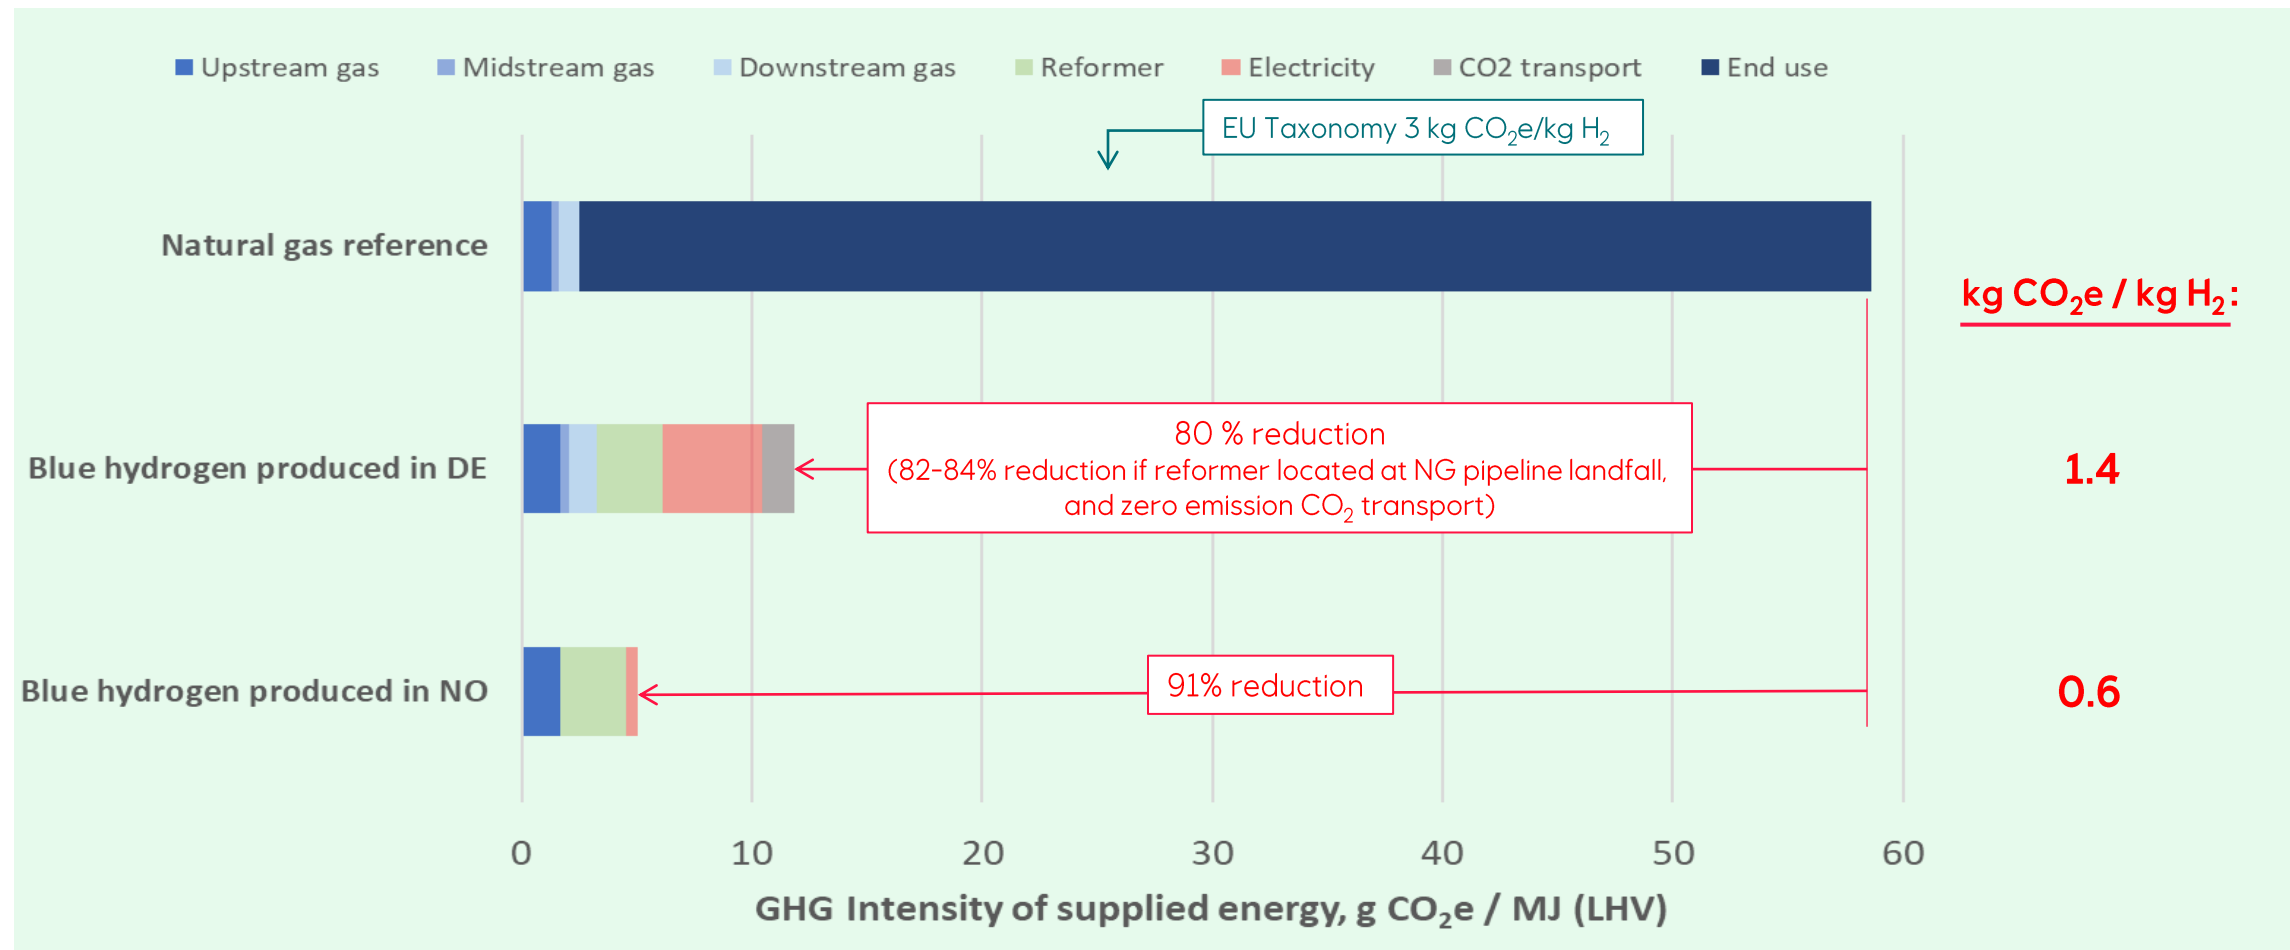 Upstream gas Midstream gas Downstream gas Reformer Electricity CO2 transport End use
EU Taxonomy 3 kg CO₂e/kg H₂
Natural gas reference
kg CO₂e / kg H₂:
80 % reduction
(82-84% reduction if reformer located at NG pipeline landfall,
and zero emission CO₂ transport)
Blue hydrogen produced in DE
1.4
Blue hydrogen produced in NO
91% reduction
0.6
0 10 20 30 40 50 60
GHG Intensity of supplied energy, g CO₂e / MJ (LHV)